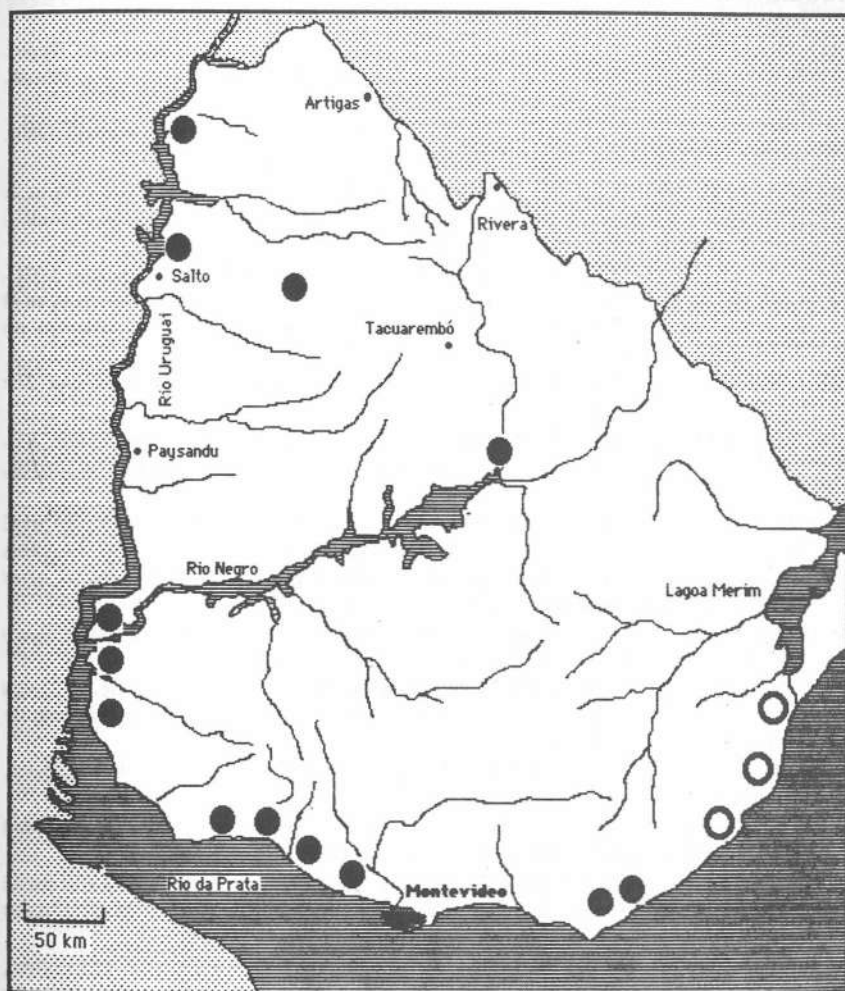 Artigas
Rivera
Salto
Tacuarembó
Rio Uruguai
Paysandu
Rio Negro
Lagoa Merim
Rio da Prata
Montevideo
50 km